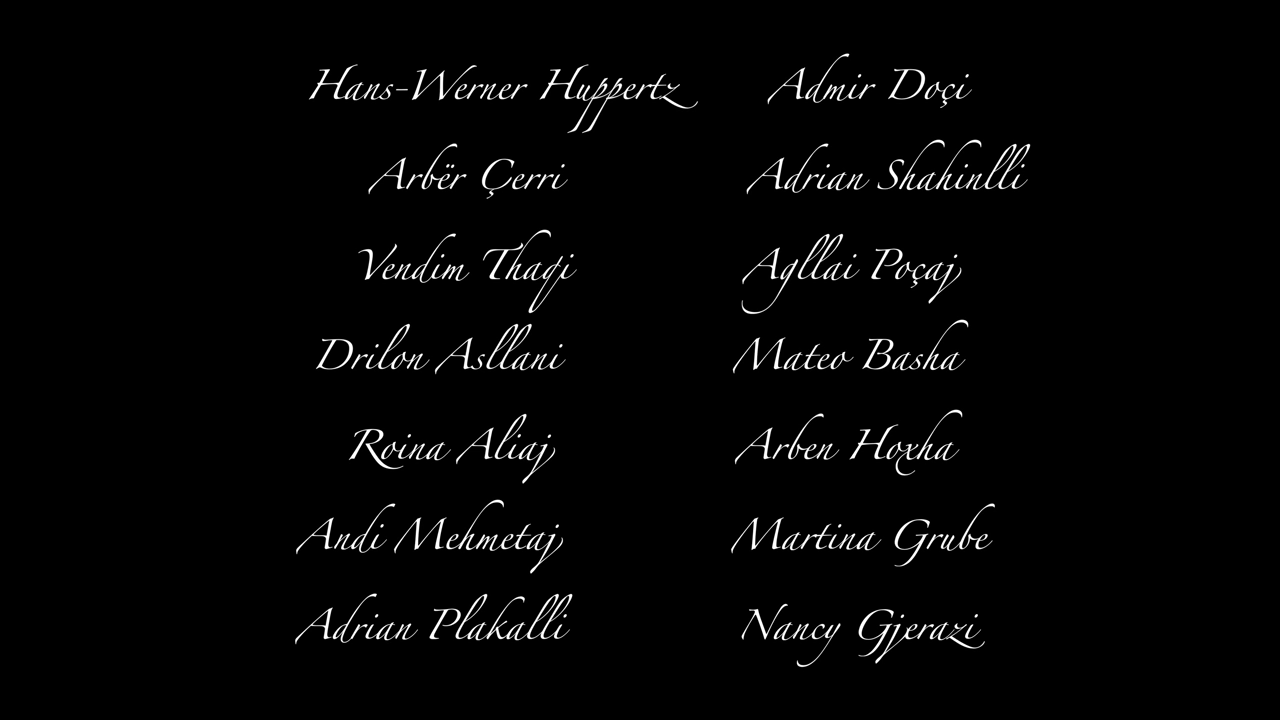 Hans-Werner Huppertz Admir Doçi
Arbër Çerri Adrian Shahinlli
Vendim Thaqi Agllai Poçaj
Drilon Asllani Mateo Basha
Roina Aliaj Arben Hoxha
Andi Mehmetaj Martina Grube
Adrian Plakalli Nancy Gjerazi